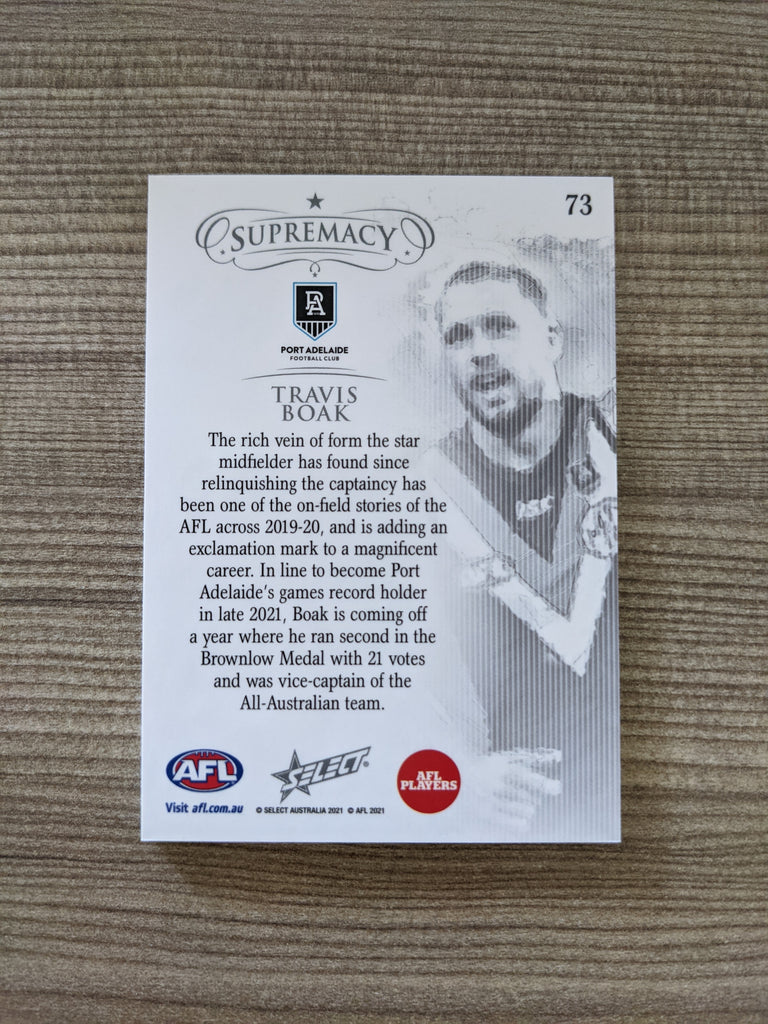 73
SUPREMACY
PA
PORT ADELAIDE
FOOTBALL CLUB
TRAVIS
BOAK
The rich vein of form the star
midfielder has found since
relinquishing the captaincy has
been one of the on-field stories of the
AFL across 2019-20, and is adding an
exclamation mark to a magnificent
career. In line to become Port
Adelaide's games record holder
in late 2021, Boak is coming off
a year where he ran second in the
Brownlow Medal with 21 votes
and was vice-captain of the
All-Australian team.
AFL
Visit afl.com.au
SELECT®
© SELECT AUSTRALIA 2021 © AFL 2021
AFL
PLAYERS